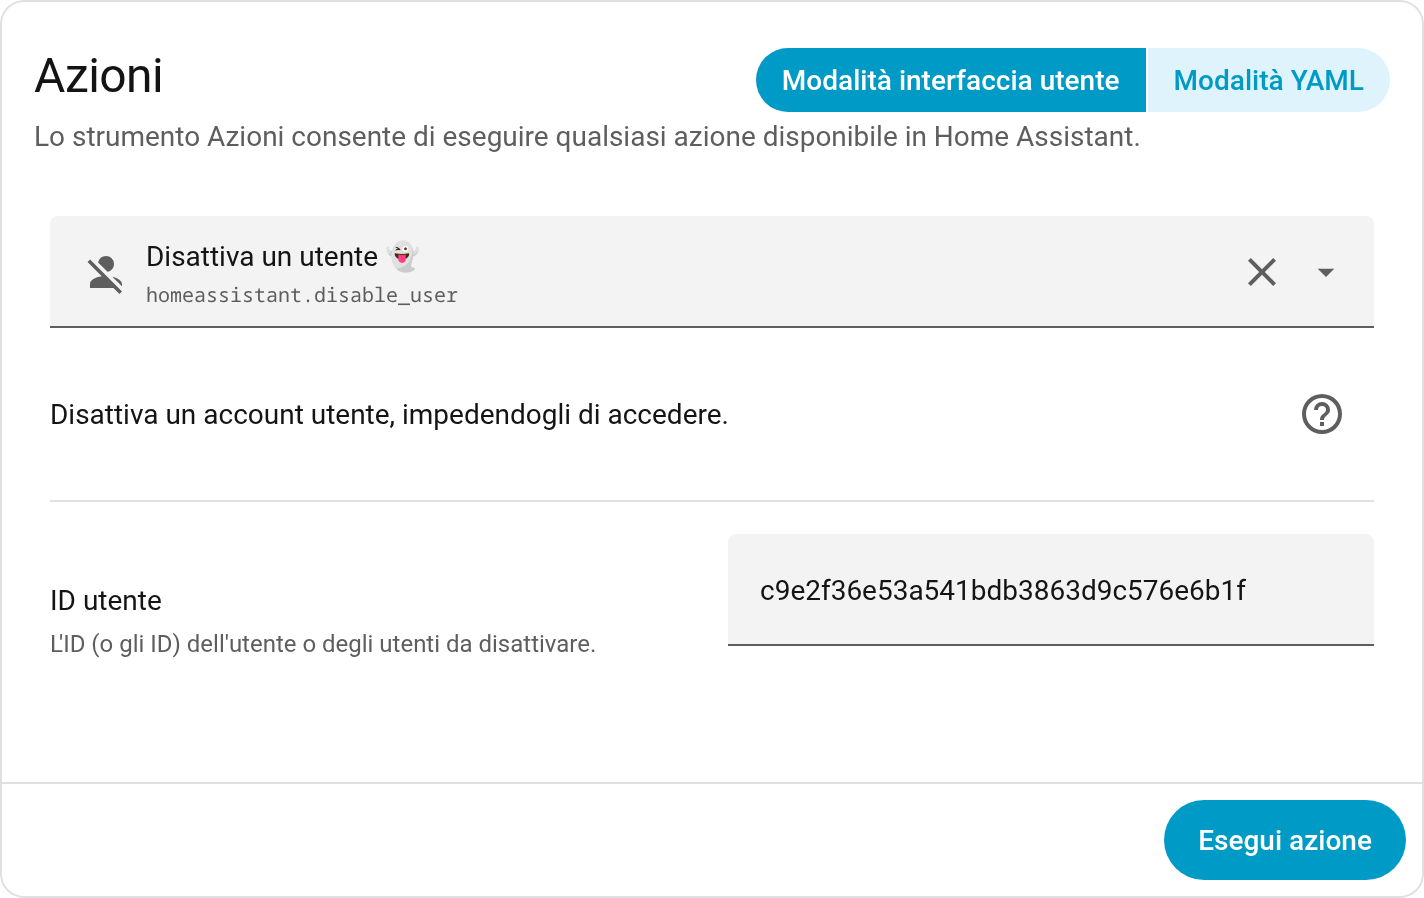 Azioni
Modalità interfaccia utente
Modalità YAML
Lo strumento Azioni consente di eseguire qualsiasi azione disponibile in Home Assistant.
Disattiva un utente 👻
homeassistant.disable_user
Disattiva un account utente, impedendogli di accedere.
ID utente
L'ID (o gli ID) dell'utente o degli utenti da disattivare.
c9e2f36e53a541bdb3863d9c576e6b1f
Esegui azione